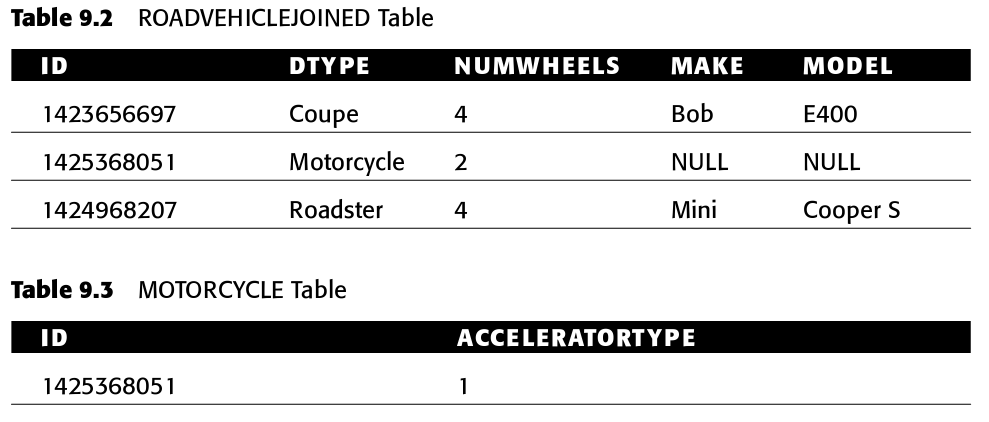 Table 9.2 ROADVEHICLEJOINED Table
ID DTYPE NUMWHEELS MAKE MODEL
1423656697 Coupe 4 Bob E400
1425368051 Motorcycle 2 NULL NULL
1424968207 Roadster 4 Mini Cooper S
Table 9.3 MOTORCYCLE Table
ID ACCELERATORTYPE
1425368051 1